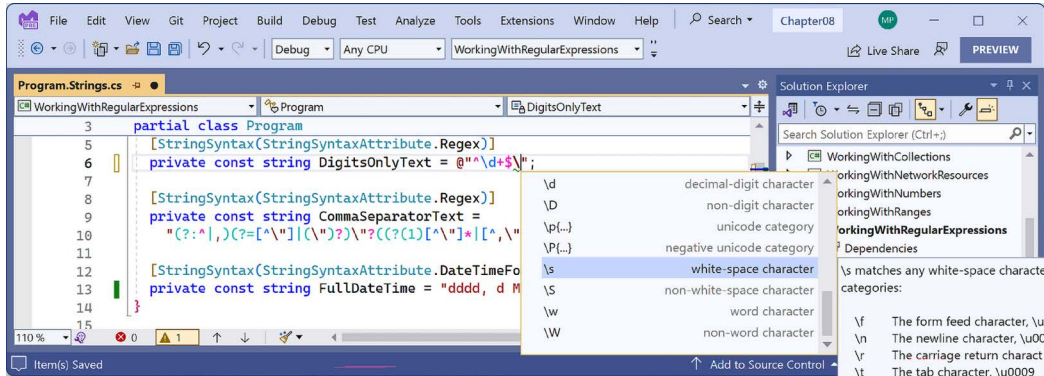 File Edit View Git Project Build Debug Test Analyze Tools Extensions Window Help Search Chapter08 MP
Debug Any CPU WorkingWithRegularExpressions Live Share PREVIEW
Program.Strings.cs Solution Explorer
WorkingWithRegularExpressions Program DigitsOnlyText
Search Solution Explorer (Ctrl+;)
3 partial class Program
5 [StringSyntax(StringSyntaxAttribute.Regex)]
6 private const string DigitsOnlyText = @"^\d+$\";
7
8 [StringSyntax(StringSyntaxAttribute.Regex)]
9 private const string CommaSeparatorText =
10 "(?:^|,)(?=[^\"]|(\")?)\"?((?(1)[^\"]*|[^,\"
11
12 [StringSyntax(StringSyntaxAttribute.DateTimeFo
13 private const string FullDateTime = "dddd, d M
14 }
15
\d decimal-digit character
\D non-digit character
\p{...} unicode category
\P{...} negative unicode category
\s white-space character
\S non-white-space character
\w word character
\W non-word character
WorkingWithCollections
orkingWithNetworkResources
orkingWithNumbers
orkingWithRanges
orkingWithRegularExpressions
Dependencies
\s matches any white-space characte
categories:
\f The form feed character, \u
\n The newline character, \u00
\r The carriage return charact
\t The tab character, \u0009
110 % 0 1
Item(s) Saved Add to Source Control